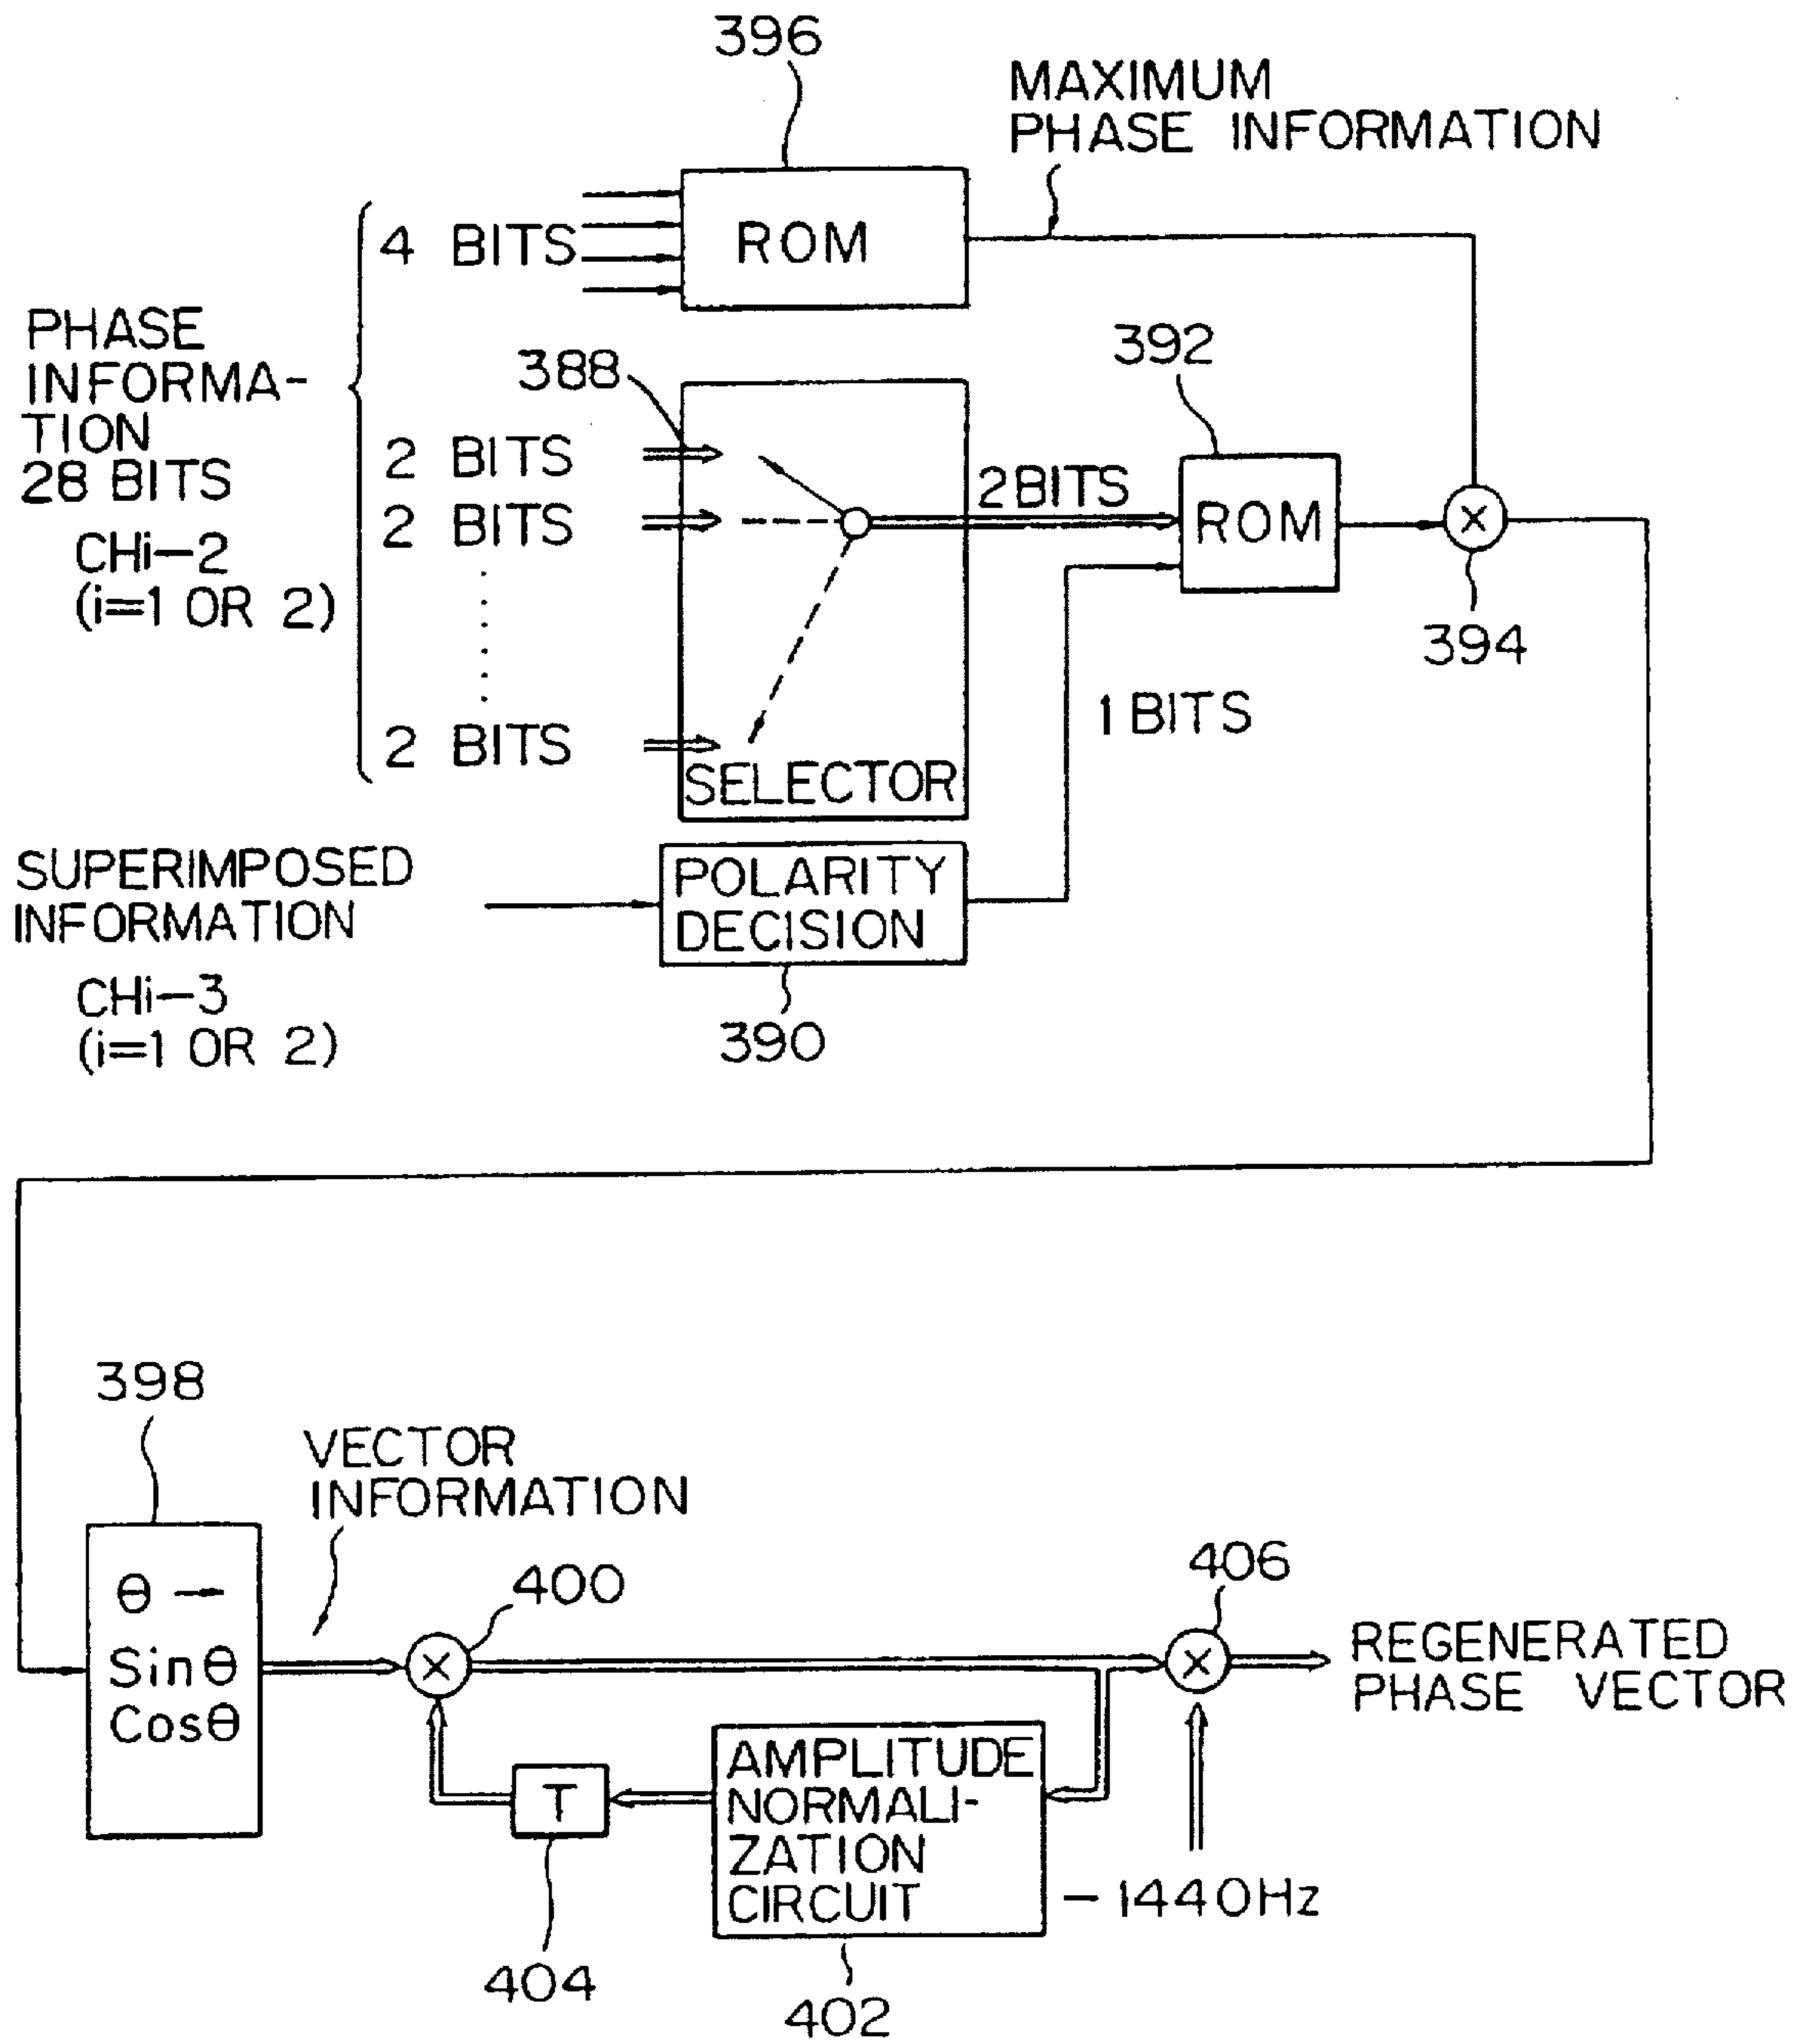 396
MAXIMUM
PHASE INFORMATION
4 BITS
ROM
PHASE
INFORMA-
TION
28 BITS
CHi-2
(i=1 OR 2)
388
392
2 BITS
2 BITS
2 BITS
2BITS
ROM
×
394
SELECTOR
1 BITS
SUPERIMPOSED
INFORMATION
CHi-3
(i=1 OR 2)
POLARITY
DECISION
390
398
VECTOR
INFORMATION
θ →
Sinθ
Cosθ
400
×
406
×
REGENERATED
PHASE VECTOR
T
404
AMPLITUDE
NORMALI-
ZATION
CIRCUIT
402
-1440Hz